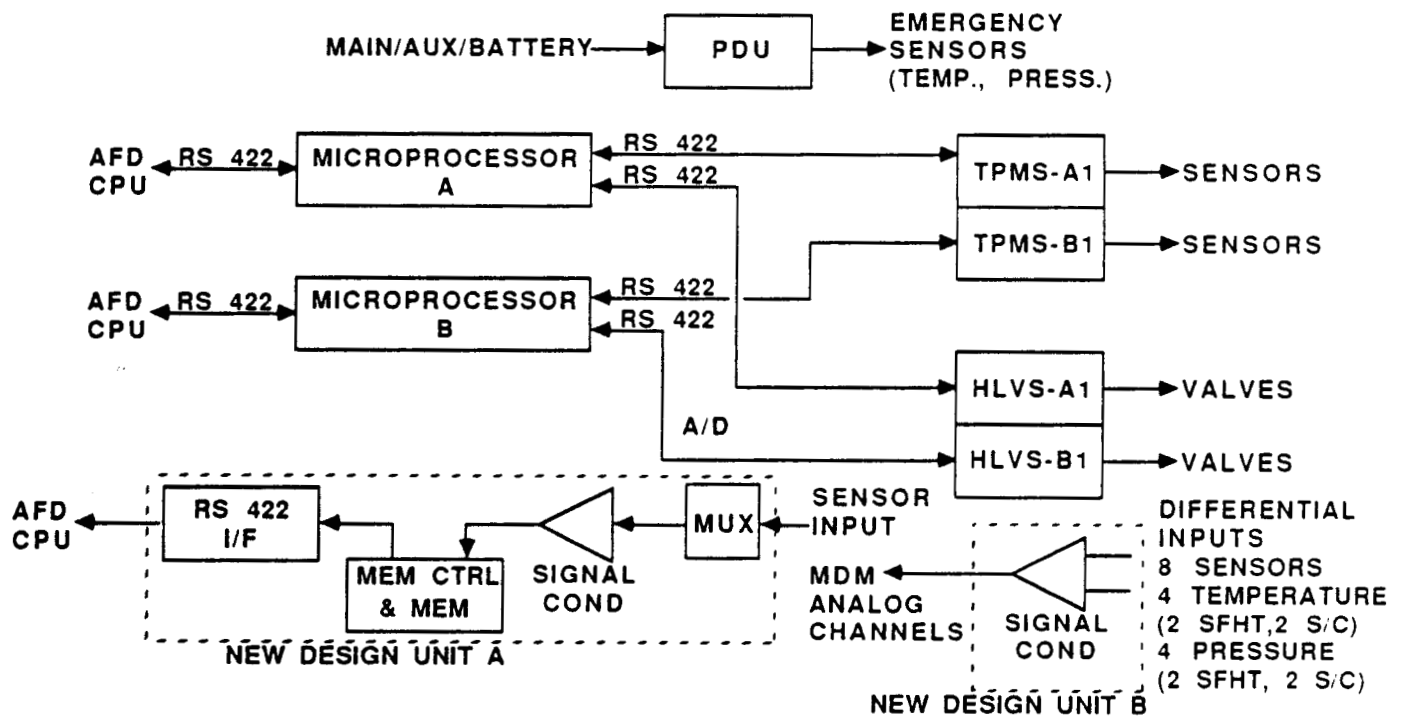 MAIN/AUX/BATTERY
PDU
EMERGENCY
SENSORS
(TEMP., PRESS.)
AFD
CPU
RS 422
MICROPROCESSOR
A
RS 422
RS 422
TPMS-A1
SENSORS
TPMS-B1
SENSORS
AFD
CPU
RS 422
MICROPROCESSOR
B
RS 422
RS 422
HLVS-A1
VALVES
A/D
HLVS-B1
VALVES
AFD
CPU
RS 422
I/F
MEM CTRL
& MEM
SIGNAL
COND
MUX
SENSOR
INPUT
NEW DESIGN UNIT A
MDM
ANALOG
CHANNELS
SIGNAL
COND
DIFFERENTIAL
INPUTS
8 SENSORS
4 TEMPERATURE
(2 SFHT,2 S/C)
4 PRESSURE
(2 SFHT, 2 S/C)
NEW DESIGN UNIT B